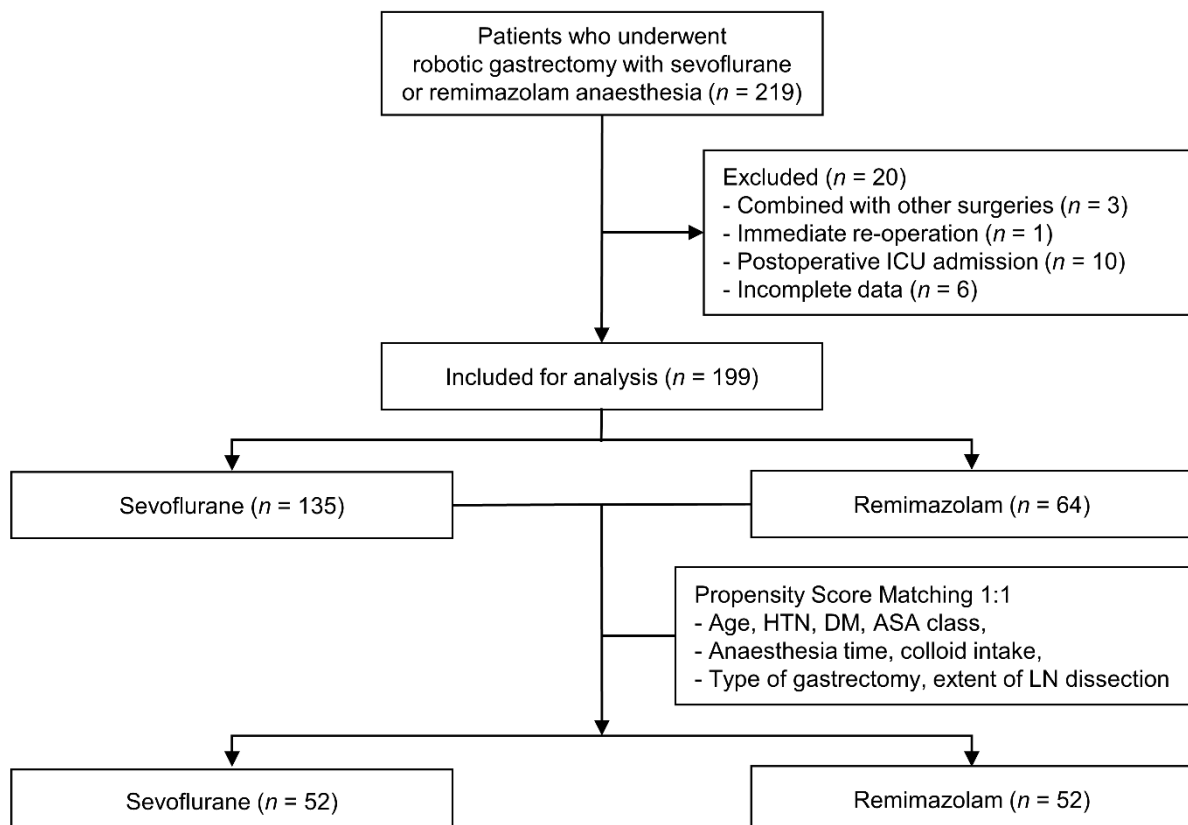 Patients who underwent
robotic gastrectomy with sevoflurane
or remimazolam anaesthesia (n = 219)
Excluded (n = 20)
- Combined with other surgeries (n = 3)
- Immediate re-operation (n = 1)
- Postoperative ICU admission (n = 10)
- Incomplete data (n = 6)
Included for analysis (n = 199)
Sevoflurane (n = 135)
Remimazolam (n = 64)
Propensity Score Matching 1:1
- Age, HTN, DM, ASA class,
- Anaesthesia time, colloid intake,
- Type of gastrectomy, extent of LN dissection
Sevoflurane (n = 52)
Remimazolam (n = 52)